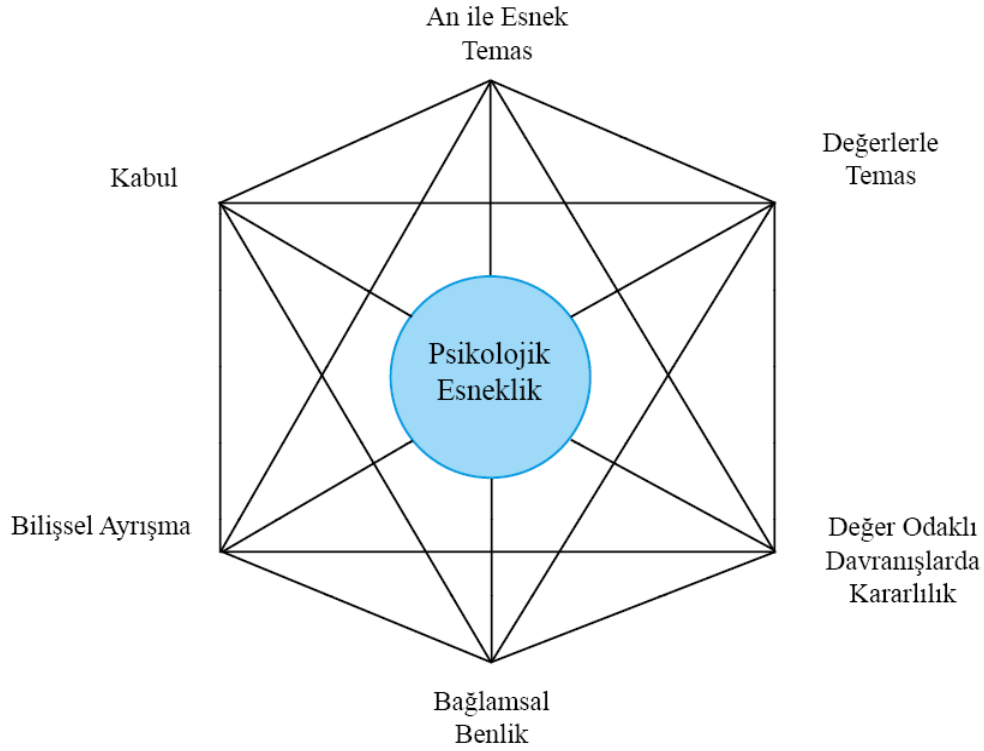 An ile Esnek
Temas
Değerlerle
Temas
Kabul
Psikolojik
Esneklik
Bilişsel Ayrışma
Değer Odaklı
Davranışlarda
Kararlılık
Bağlamsal
Benlik